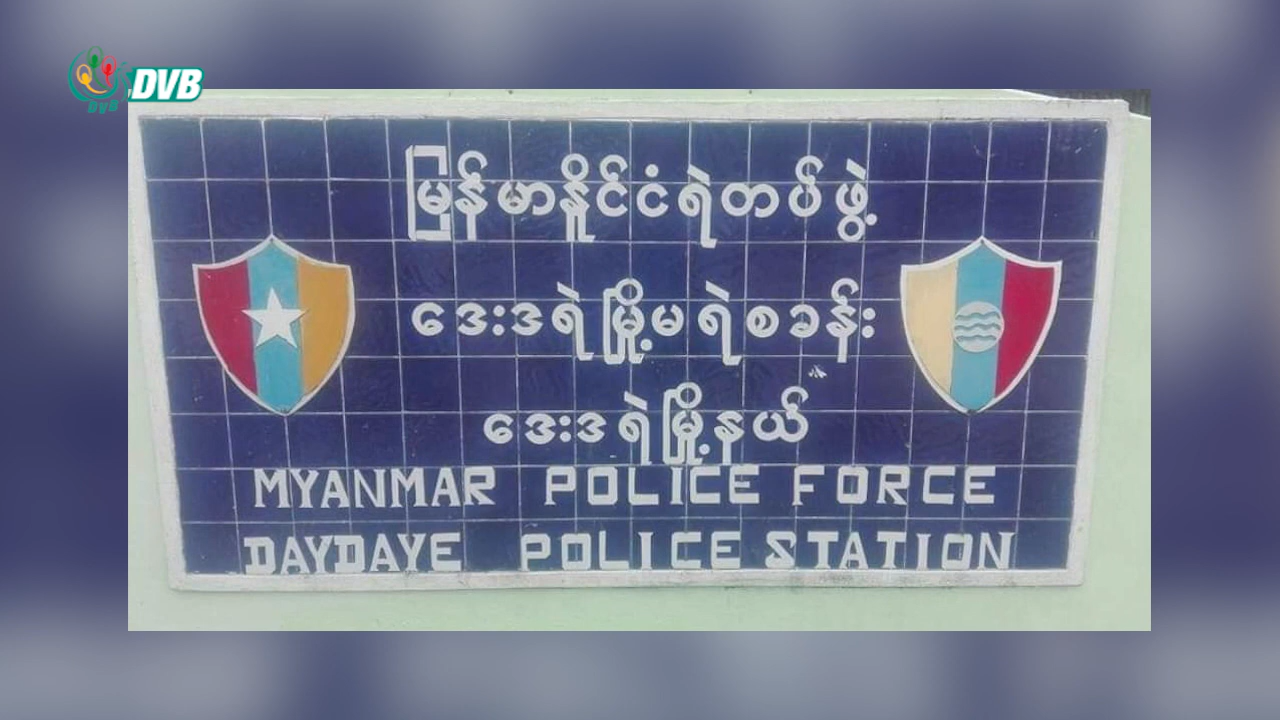 DVB
DVB
မြန်မာနိုင်ငံရဲတပ်ဖွဲ့
ဒေးဒရဲမြို့မရဲစခန်း
ဒေးဒရဲမြို့နယ်
MYANMAR POLICE FORCE
DAYDAYE POLICE STATION